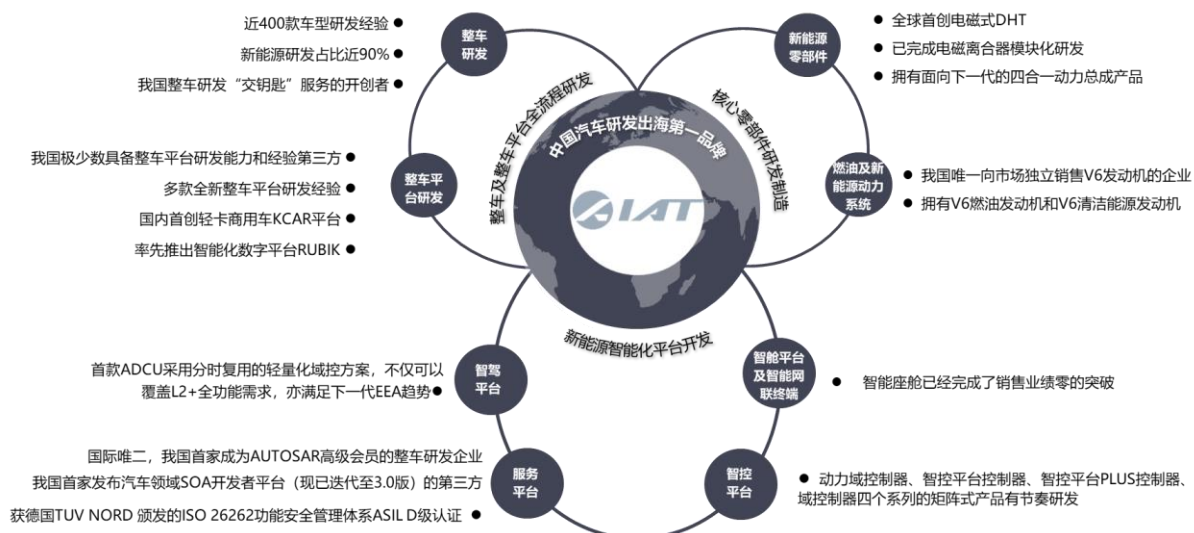 近400款车型研发经验
新能源研发占比近90%
我国整车研发“交钥匙”服务的开创者
整车
研发
我国极少数具备整车平台研发能力和经验第三方
多款全新整车平台研发经验
国内首创轻卡商用车KCAR平台
率先推出智能化数字平台RUBIK
整车平
台研发
整车及整车平台全流程研发
中国汽车研发出海第一品牌
IAT
核心零部件研发制造
新能源
零部件
全球首创电磁式DHT
已完成电磁离合器模块化研发
拥有面向下一代的四合一动力总成产品
燃油及新
能源动力
系统
我国唯一向市场独立销售V6发动机的企业
拥有V6燃油发动机和V6清洁能源发动机
新能源智能化平台开发
首款ADCU采用分时复用的轻量化域控方案，不仅可以
覆盖L2+全功能需求，亦满足下一代EEA趋势
智驾
平台
国际唯二，我国首家成为AUTOSAR高级会员的整车研发企业
我国首家发布汽车领域SOA开发者平台（现已迭代至3.0版）的第三方
获德国TUV NORD 颁发的ISO 26262功能安全管理体系ASIL D级认证
服务
平台
智舱平台
及智能网
联终端
智能座舱已经完成了销售业绩零的突破
智控
平台
动力域控制器、智控平台控制器、智控平台PLUS控制器、
域控制器四个系列的矩阵式产品有节奏研发